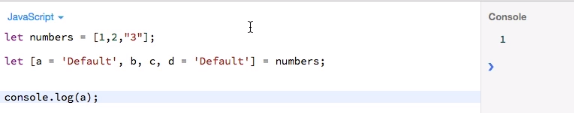 JavaScript
let numbers = [1,2,"3"];
let [a = 'Default', b, c, d = 'Default'] = numbers;
console.log(a);
Console
1